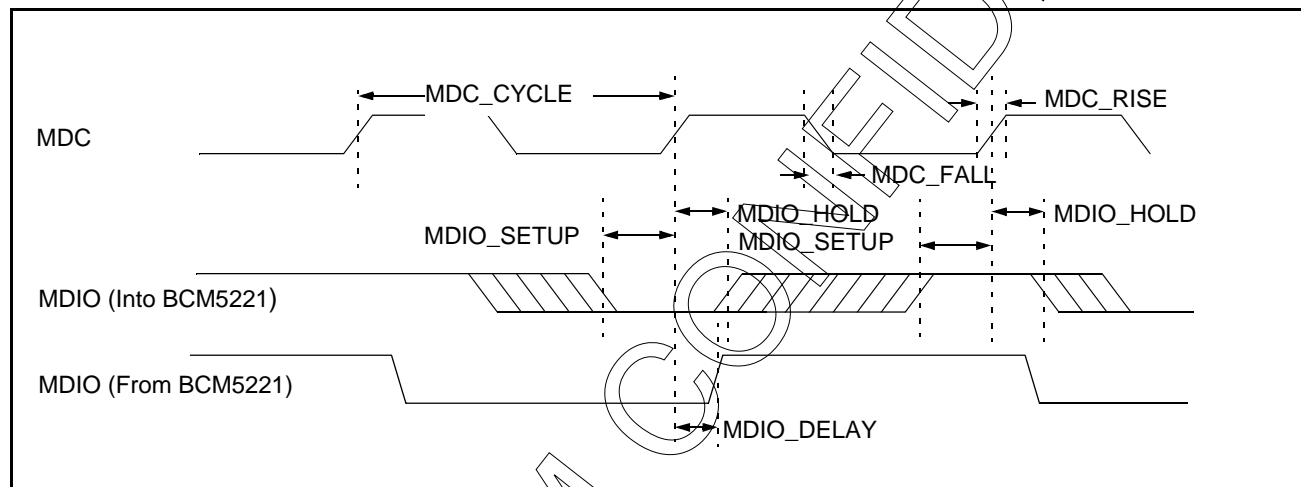 MDC_CYCLE
MDC_RISE
MDC
MDC_FALL
MDIO_HOLD
MDIO_HOLD
MDIO_SETUP
MDIO_SETUP
MDIO (Into BCM5221)
MDIO (From BCM5221)
MDIO_DELAY